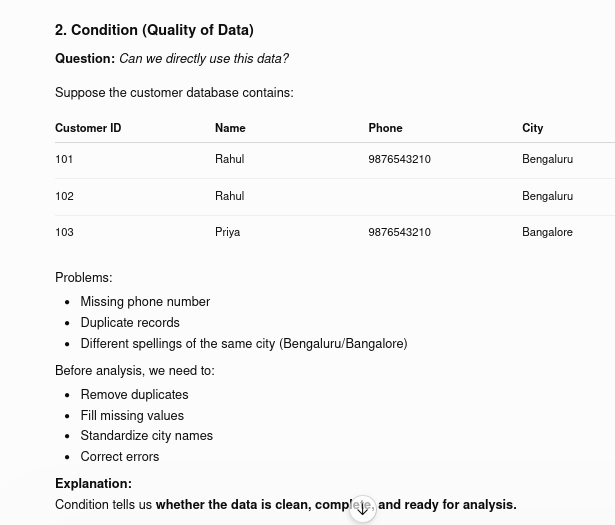 2. Condition (Quality of Data)
Question: Can we directly use this data?
Suppose the customer database contains:
Customer ID Name Phone City
101 Rahul 9876543210 Bengaluru
102 Rahul Bengaluru
103 Priya 9876543210 Bangalore
Problems:
• Missing phone number
• Duplicate records
• Different spellings of the same city (Bengaluru/Bangalore)
Before analysis, we need to:
• Remove duplicates
• Fill missing values
• Standardize city names
• Correct errors
Explanation:
Condition tells us whether the data is clean, complete, and ready for analysis.